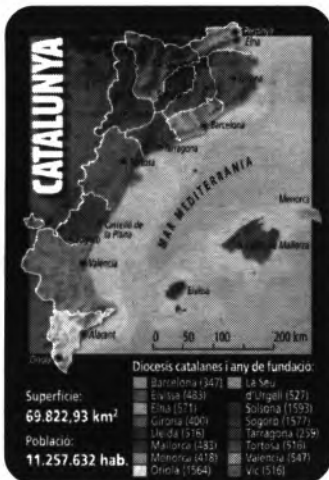 CATALUNYA
Perpinyà
Elna
Girona
Barcelona
Tarragona
Tortosa
MAR MEDITERRANIA
Menorca
Castelló de
la Plana
Mallorca
València
Eivissa
Alacant
0 50 100 200 km
Diòcesis catalanes i any de fundació:
Barcelona (347)
Eivissa (483)
Elna (571)
Girona (400)
Lleida (516)
Mallorca (483)
Menorca (418)
Oriola (1564)
La Seu
d'Urgell (527)
Solsona (1593)
Sogorb (1577)
Tarragona (259)
Tortosa (516)
València (547)
Vic (516)
Superfície:
69.822,93 km²
Població:
11.257.632 hab.